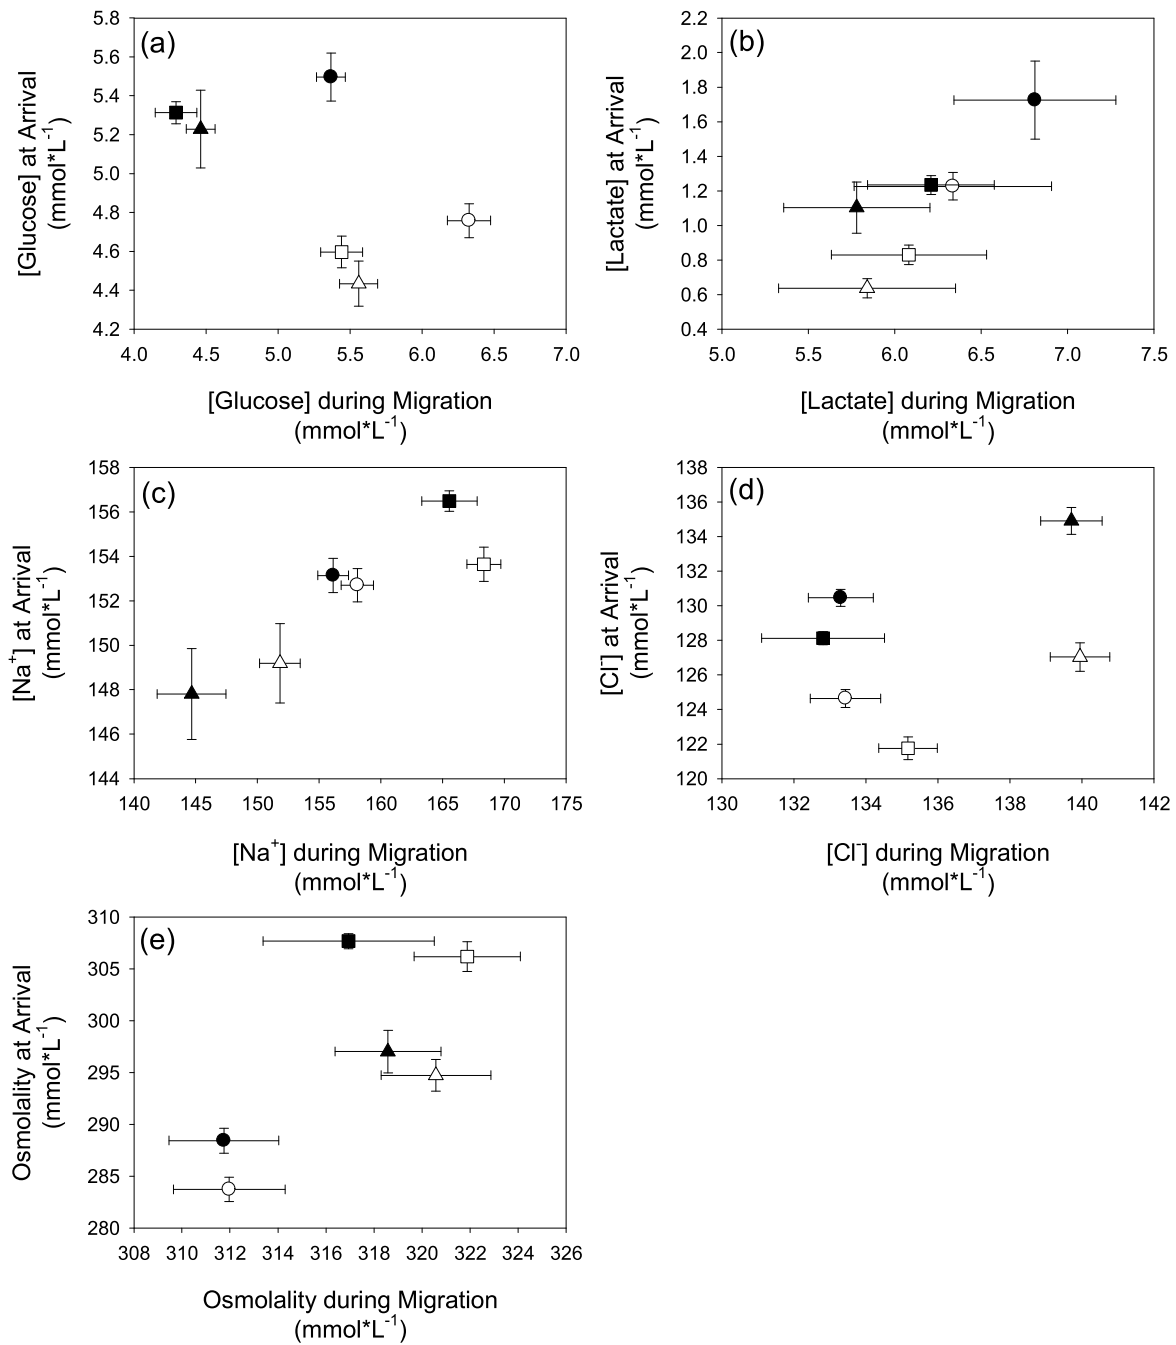 (a)
5.8
5.6
5.4
5.2
5.0
4.8
4.6
4.4
4.2
[Glucose] at Arrival
(mmol*L⁻¹)
4.0 4.5 5.0 5.5 6.0 6.5 7.0
[Glucose] during Migration
(mmol*L⁻¹)
(b)
2.2
2.0
1.8
1.6
1.4
1.2
1.0
0.8
0.6
0.4
[Lactate] at Arrival
(mmol*L⁻¹)
5.0 5.5 6.0 6.5 7.0 7.5
[Lactate] during Migration
(mmol*L⁻¹)
(c)
158
156
154
152
150
148
146
144
[Na⁺] at Arrival
(mmol*L⁻¹)
140 145 150 155 160 165 170 175
[Na⁺] during Migration
(mmol*L⁻¹)
(d)
138
136
134
132
130
128
126
124
122
120
[Cl⁻] at Arrival
(mmol*L⁻¹)
130 132 134 136 138 140 142
[Cl⁻] during Migration
(mmol*L⁻¹)
(e)
310
305
300
295
290
285
280
Osmolality at Arrival
(mmol*L⁻¹)
308 310 312 314 316 318 320 322 324 326
Osmolality during Migration
(mmol*L⁻¹)